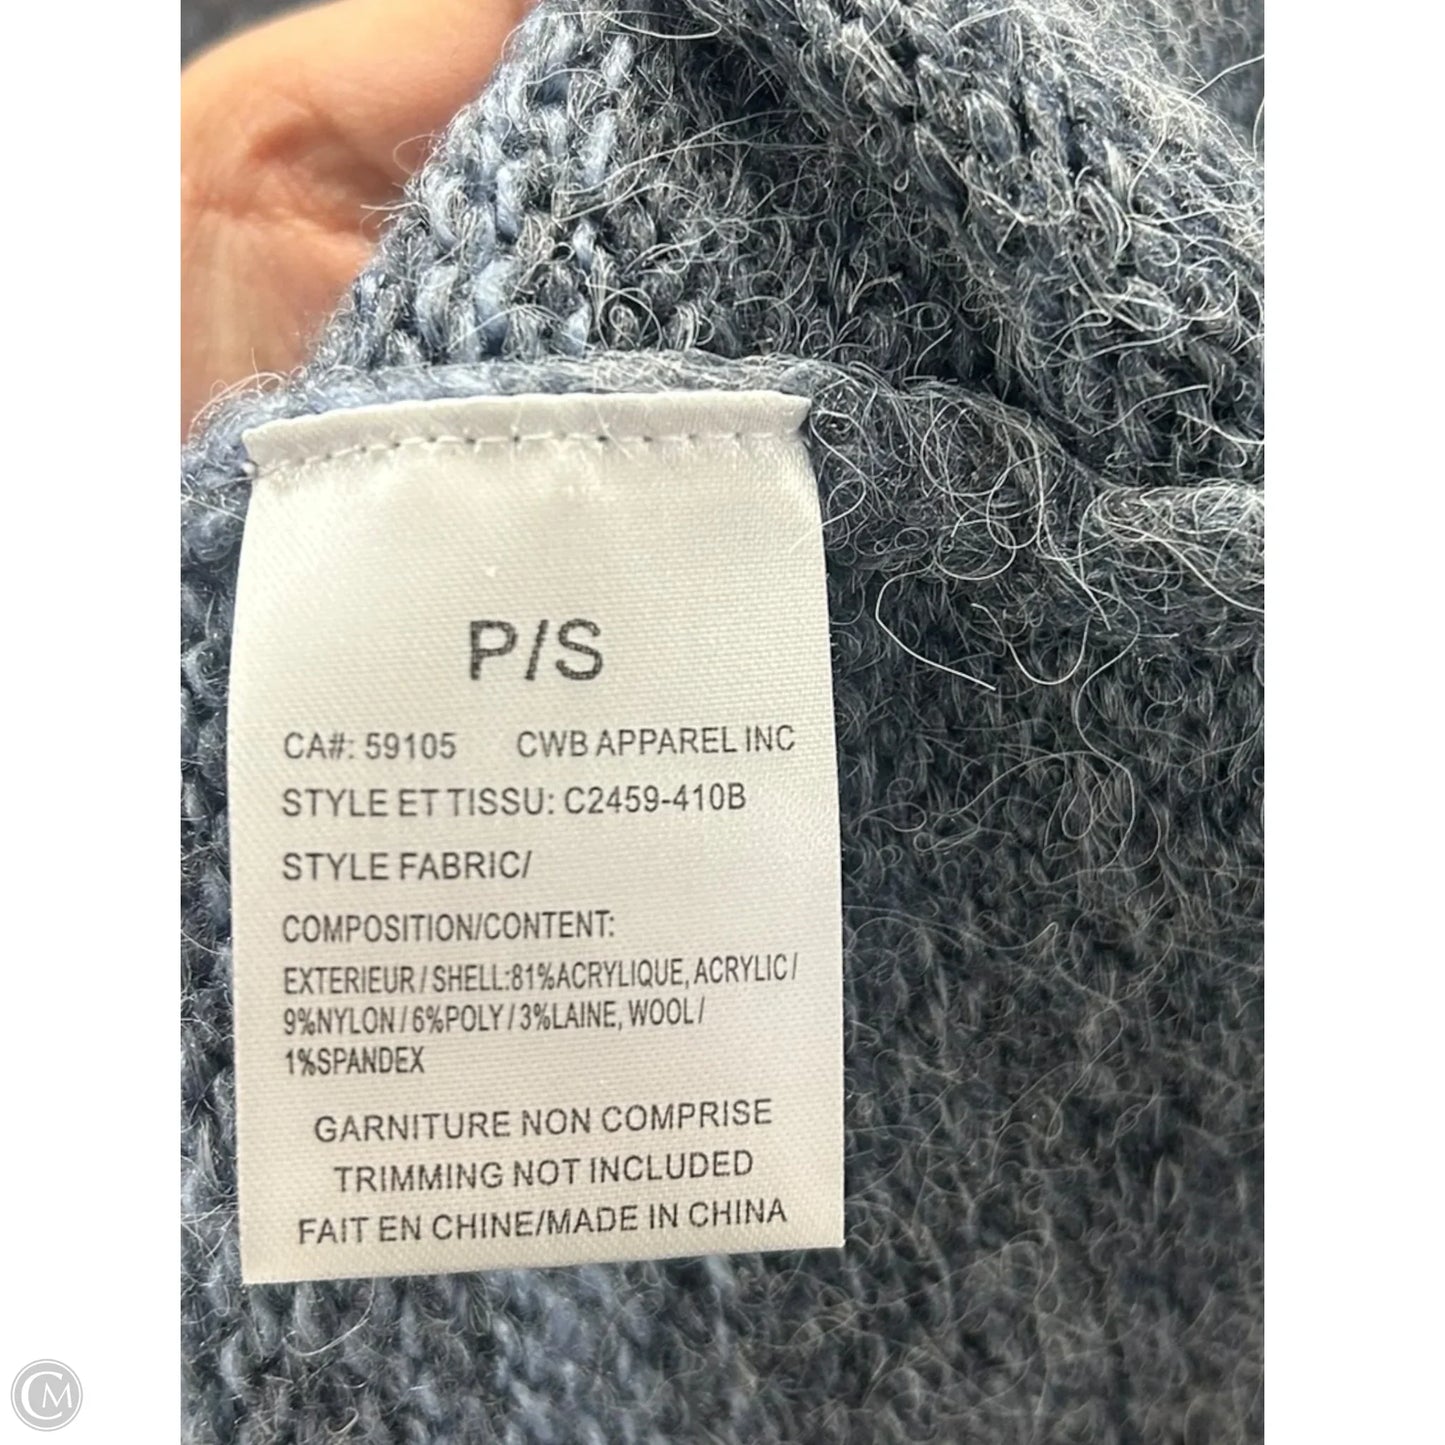 P/S
CA#: 59105 CWB APPAREL INC
STYLE ET TISSU: C2459-410B
STYLE FABRIC/
COMPOSITION/CONTENT:
EXTERIEUR / SHELL:81%ACRYLIQUE, ACRYLIC /
9%NYLON / 6%POLY / 3%LAINE, WOOL /
1%SPANDEX
GARNITURE NON COMPRISE
TRIMMING NOT INCLUDED
FAIT EN CHINE/MADE IN CHINA
CM